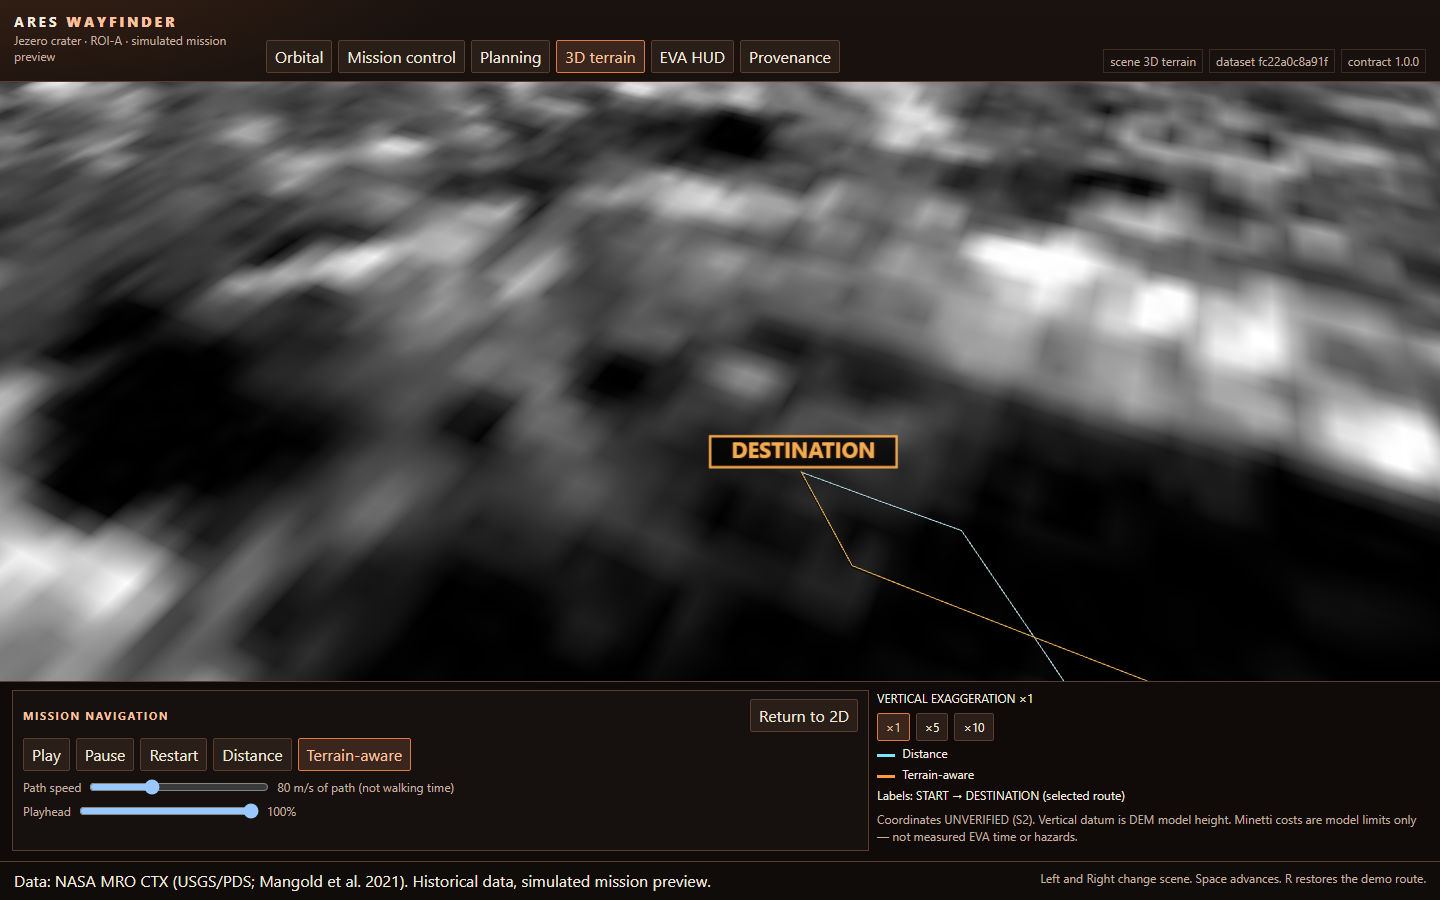 ARES WAYFINDER
Jezero crater · ROI-A · simulated mission
preview
Orbital
Mission control
Planning
3D terrain
EVA HUD
Provenance
scene 3D terrain
dataset fc22a0c8a91f
contract 1.0.0
DESTINATION
MISSION NAVIGATION
Return to 2D
Play
Pause
Restart
Distance
Terrain-aware
Path speed
80 m/s of path (not walking time)
Playhead
100%
VERTICAL EXAGGERATION ×1
×1
×5
×10
Distance
Terrain-aware
Labels: START → DESTINATION (selected route)
Coordinates UNVERIFIED (S2). Vertical datum is DEM model height. Minetti costs are model limits only
— not measured EVA time or hazards.
Data: NASA MRO CTX (USGS/PDS; Mangold et al. 2021). Historical data, simulated mission preview.
Left and Right change scene. Space advances. R restores the demo route.